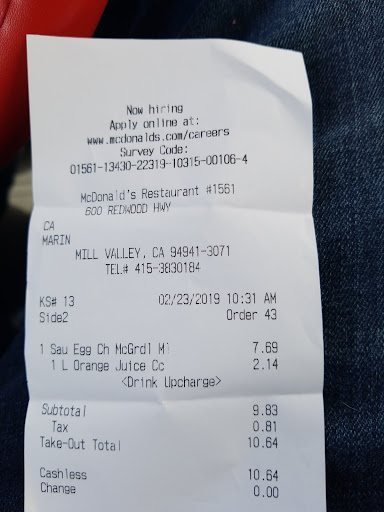 Now hiring
Apply online at:
www.mcdonalds.com/careers
Survey Code:
01561-13430-22319-10315-00106-4
McDonald's Restaurant #1561
600 REDWOOD HWY
CA
MARIN
MILL VALLEY, CA 94941-3071
TEL# 415-3830184
KS# 13 02/23/2019 10:31 AM
Side2 Order 43
1 Sau Egg Ch McGrdl Ml 7.69
1 L Orange Juice Cc 2.14
<Drink Upcharge>
Subtotal 9.83
Tax 0.81
Take-Out Total 10.64
Cashless 10.64
Change 0.00